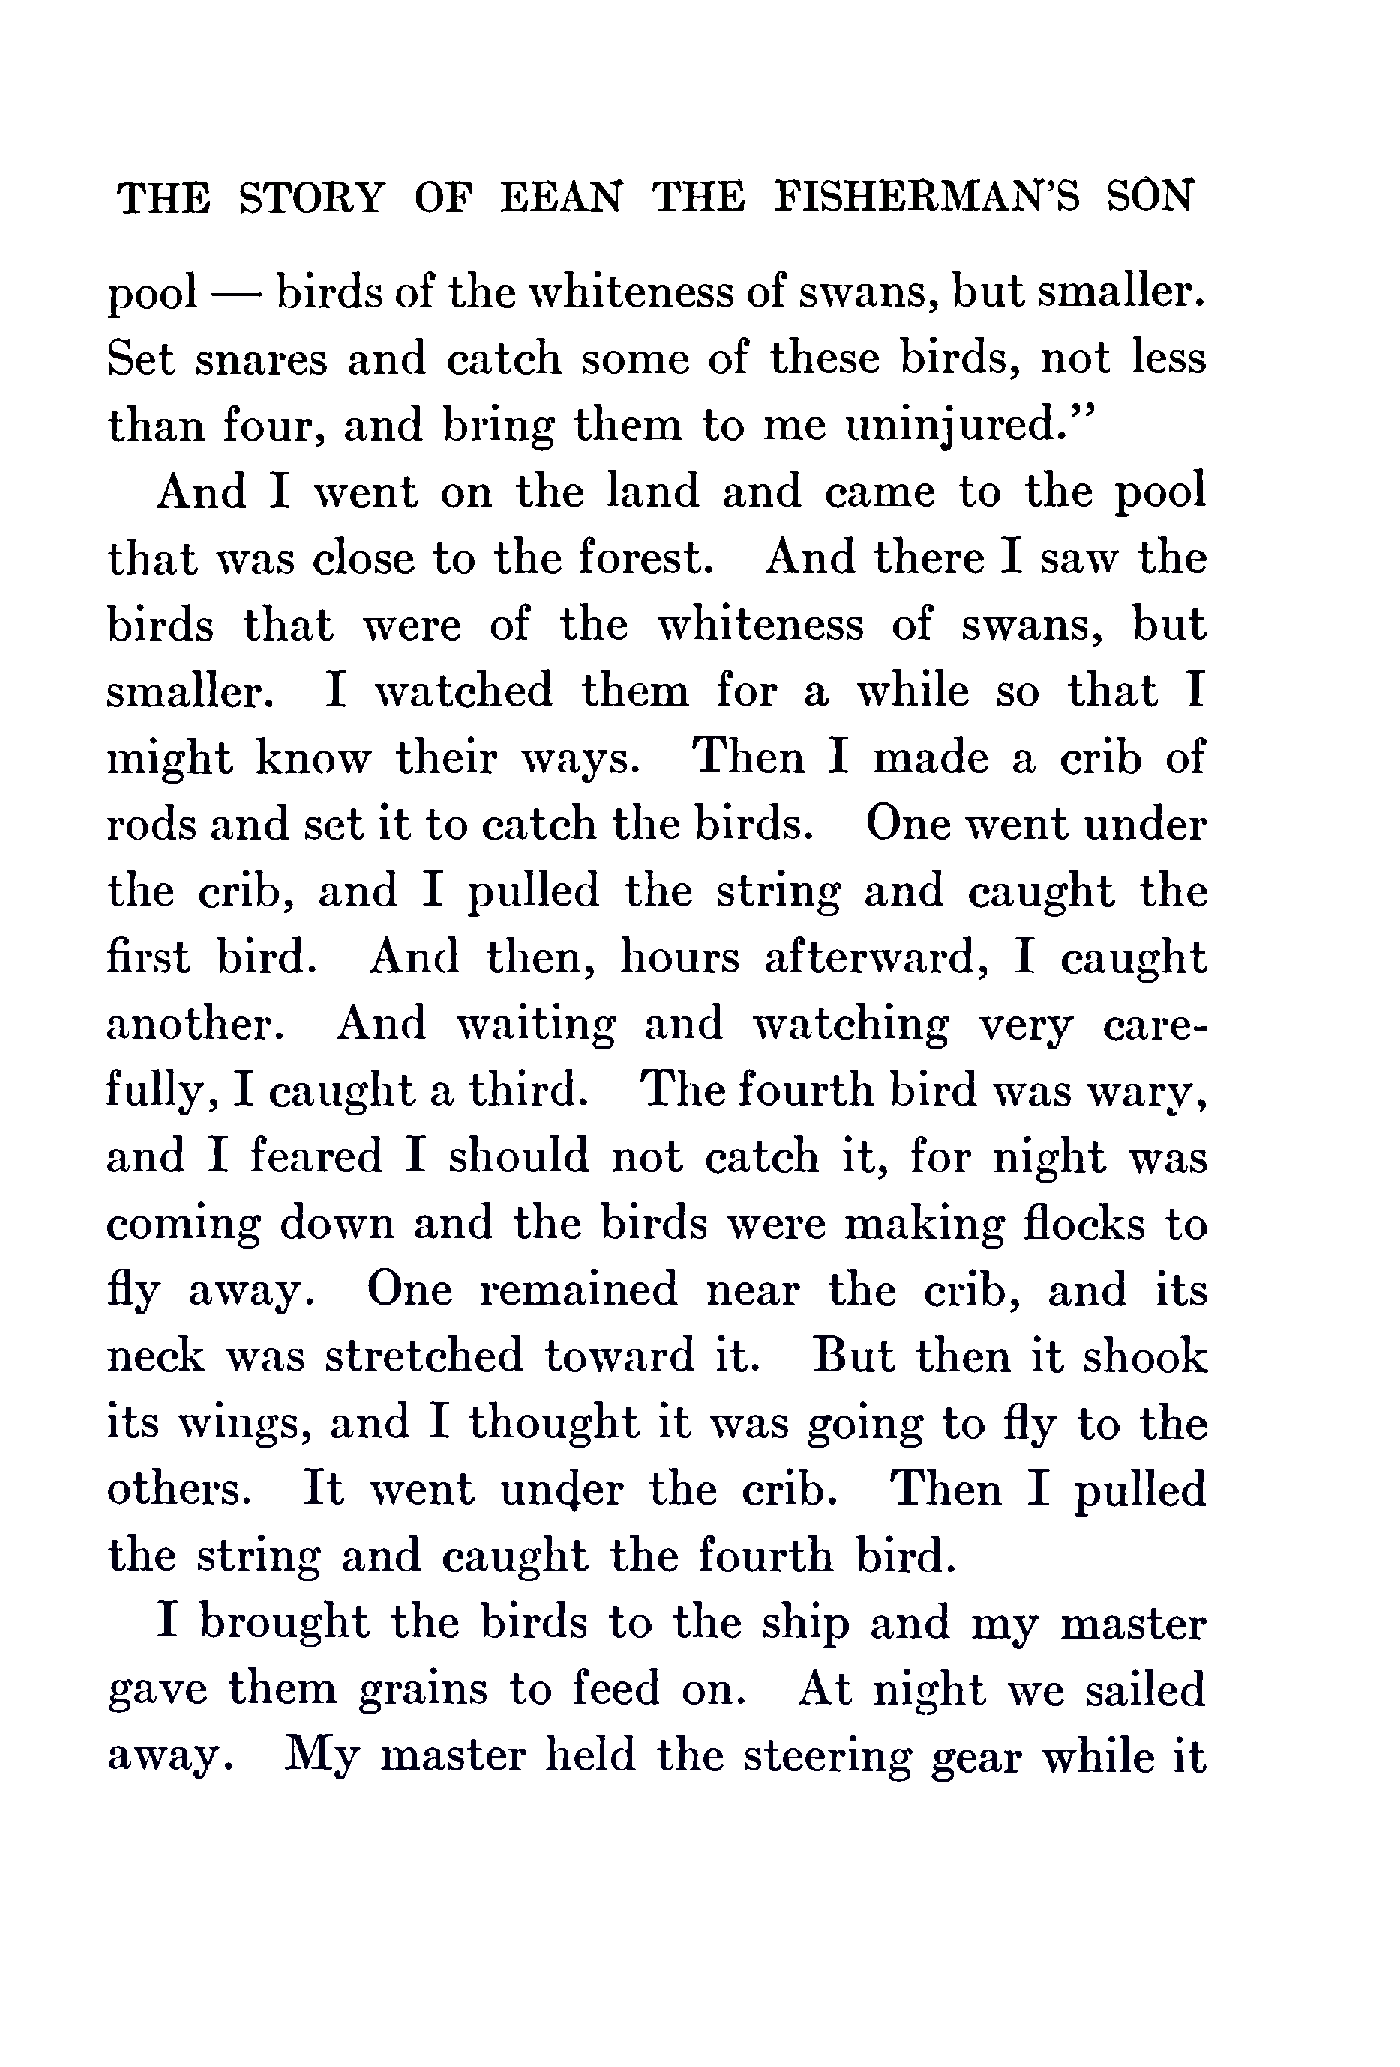 THE STORY OF EEAN THE FISHERMAN'S SON
pool — birds of the whiteness of swans, but smaller.
Set snares and catch some of these birds, not less
than four, and bring them to me uninjured.”
And I went on the land and came to the pool
that was close to the forest. And there I saw the
birds that were of the whiteness of swans, but
smaller. I watched them for a while so that I
might know their ways. Then I made a crib of
rods and set it to catch the birds. One went under
the crib, and I pulled the string and caught the
first bird. And then, hours afterward, I caught
another. And waiting and watching very care-
fully, I caught a third. The fourth bird was wary,
and I feared I should not catch it, for night was
coming down and the birds were making flocks to
fly away. One remained near the crib, and its
neck was stretched toward it. But then it shook
its wings, and I thought it was going to fly to the
others. It went under the crib. Then I pulled
the string and caught the fourth bird.
I brought the birds to the ship and my master
gave them grains to feed on. At night we sailed
away. My master held the steering gear while it